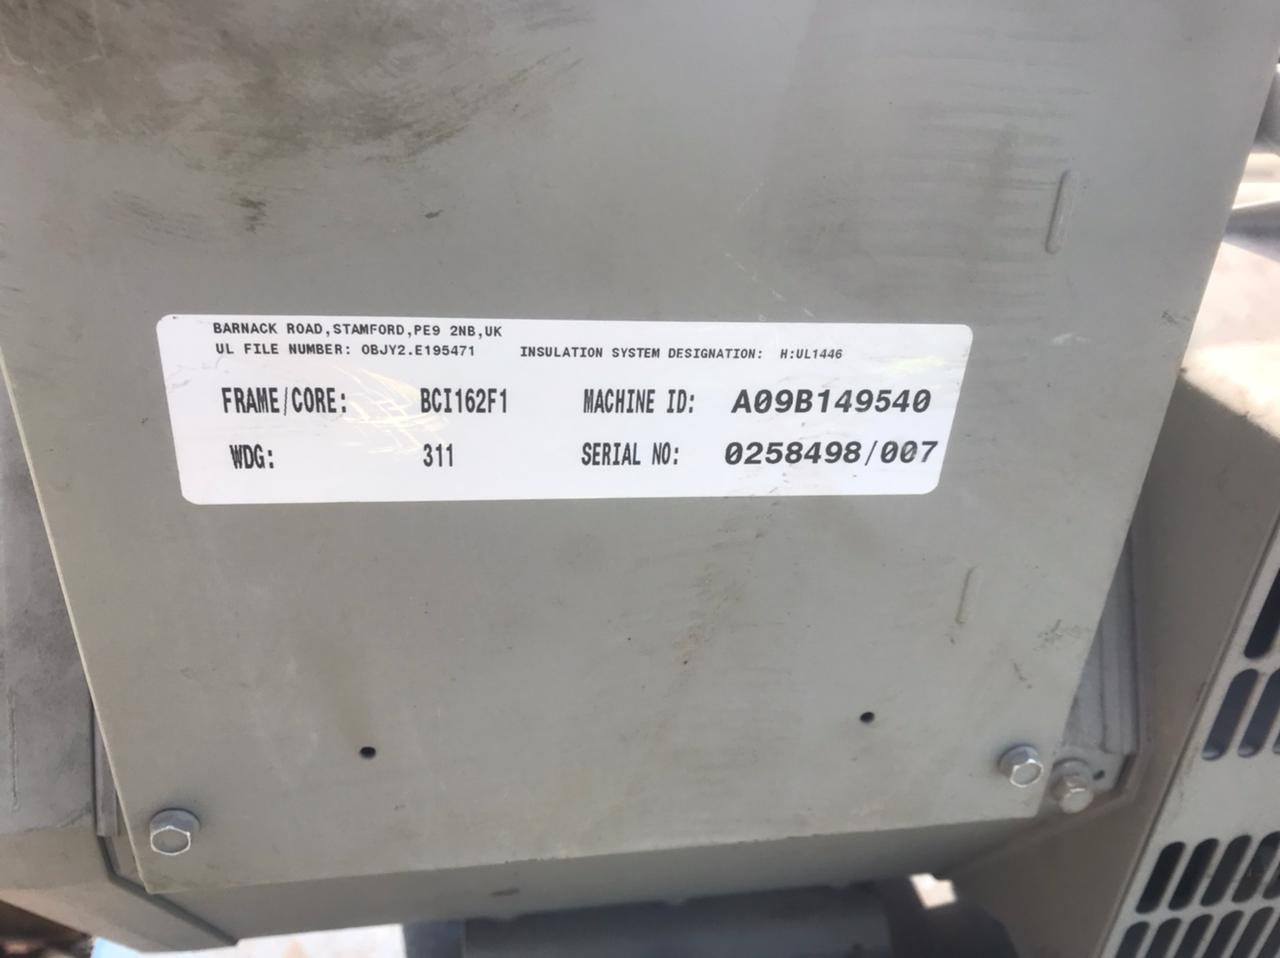 BARNACK ROAD,STAMFORD,PE9 2NB,UK
UL FILE NUMBER: OBJY2.E195471 INSULATION SYSTEM DESIGNATION: H:UL1446
FRAME/CORE: BCI162F1 MACHINE ID: A09B149540
WDG: 311 SERIAL NO: 0258498/007